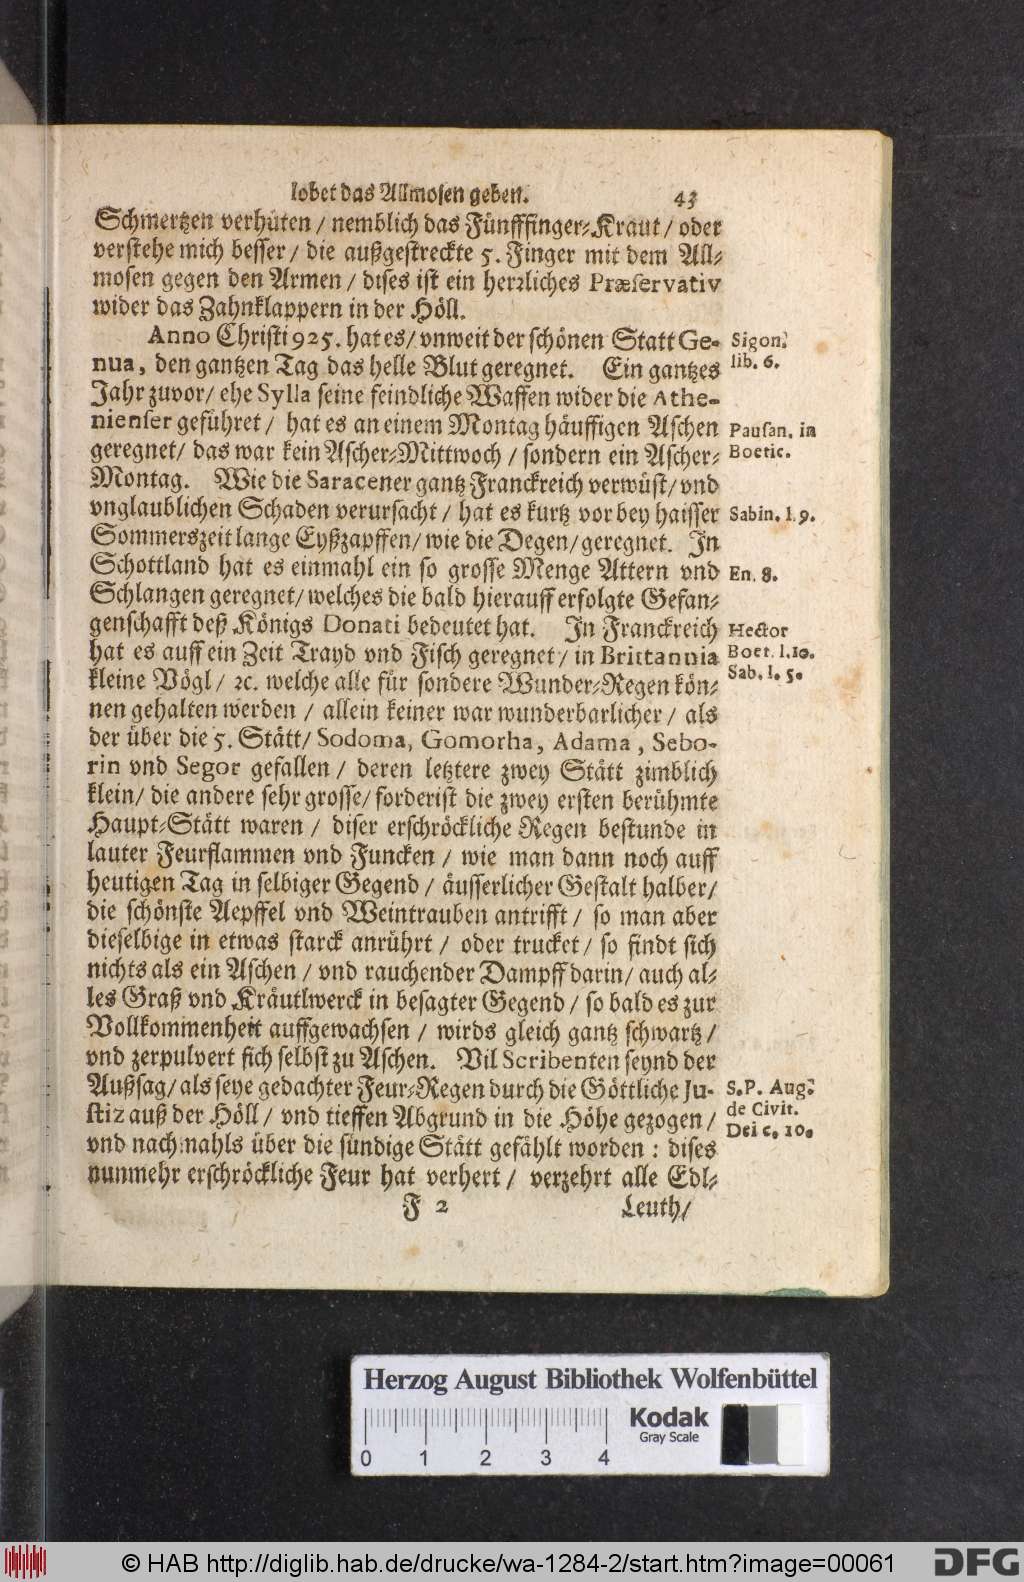 lobet das Allmosen geben. 43
Schmertzen verhüten / nemblich das Fünfffinger-Kraut / oder
verstehe mich besser / die außgestreckte 5. Finger mit dem All-
mosen gegen den Armen / dises ist ein herrliches Præservativ
wider das Zahnklappern in der Höll.
Anno Christi 925. hat es / vnweit der schönen Statt Ge-
nua, den gantzen Tag das helle Blut geregnet. Ein gantzes
Jahr zuvor / ehe Sylla seine feindliche Waffen wider die Athe-
nienser geführet / hat es an einem Montag häuffigen Aschen
geregnet / das war kein Ascher-Mittwoch / sondern ein Ascher-
Montag. Wie die Saracener gantz Franckreich verwüst / vnd
vnglaublichen Schaden verursacht / hat es kurtz vor bey haisser
Sommerszeit lange Eyßzapffen / wie die Degen / geregnet. In
Schottland hat es einmahl ein so grosse Menge Attern vnd
Schlangen geregnet / welches die bald hierauff erfolgte Gefan-
genschafft deß Königs Donati bedeutet hat. In Franckreich
hat es auff ein Zeit Trayd vnd Fisch geregnet / in Brittannia
kleine Vögl / ꝛc. welche alle für sondere Wunder-Regen kön-
nen gehalten werden / allein keiner war wunderbarlicher / als
der über die 5. Stätt / Sodoma, Gomorha, Adama, Sebo-
rin vnd Segor gefallen / deren letztere zwey Stätt zimblich
klein / die andere sehr grosse / forderist die zwey ersten berühmte
Haupt-Stätt waren / diser erschröckliche Regen bestunde in
lauter Feurflammen vnd Funcken / wie man dann noch auff
heutigen Tag in selbiger Gegend / äusserlicher Gestalt halber /
die schönste Aepffel vnd Weintrauben antrifft / so man aber
dieselbige in etwas starck anrührt / oder trucket / so findt sich
nichts als ein Aschen / vnd rauchender Dampff darin / auch al-
les Graß vnd Kräutlwerck in besagter Gegend / so bald es zur
Vollkommenheit auffgewachsen / wirds gleich gantz schwartz /
vnd zerpulvert sich selbst zu Aschen. Vil Scribenten seynd der
Außsag / als seye gedachter Feur-Regen durch die Göttliche Ju-
stiz auß der Höll / vnd tieffen Abgrund in die Höhe gezogen /
vnd nachmahls über die sündige Stätt gefählt worden : dises
nunmehr erschröckliche Feur hat verhert / verzehrt alle Edl-
F 2 Leuth /
Sigon.
lib. 6.
Pausan. in
Boetic.
Sabin. l. 9.
En. 8.
Hector
Boet. l. 10.
Sab. l. 5.
S. P. Aug.
de Civit.
Dei c. 10.
Herzog August Bibliothek Wolfenbüttel
0 1 2 3 4
Kodak
Gray Scale
© HAB http://diglib.hab.de/drucke/wa-1284-2/start.htm?image=00061
DFG